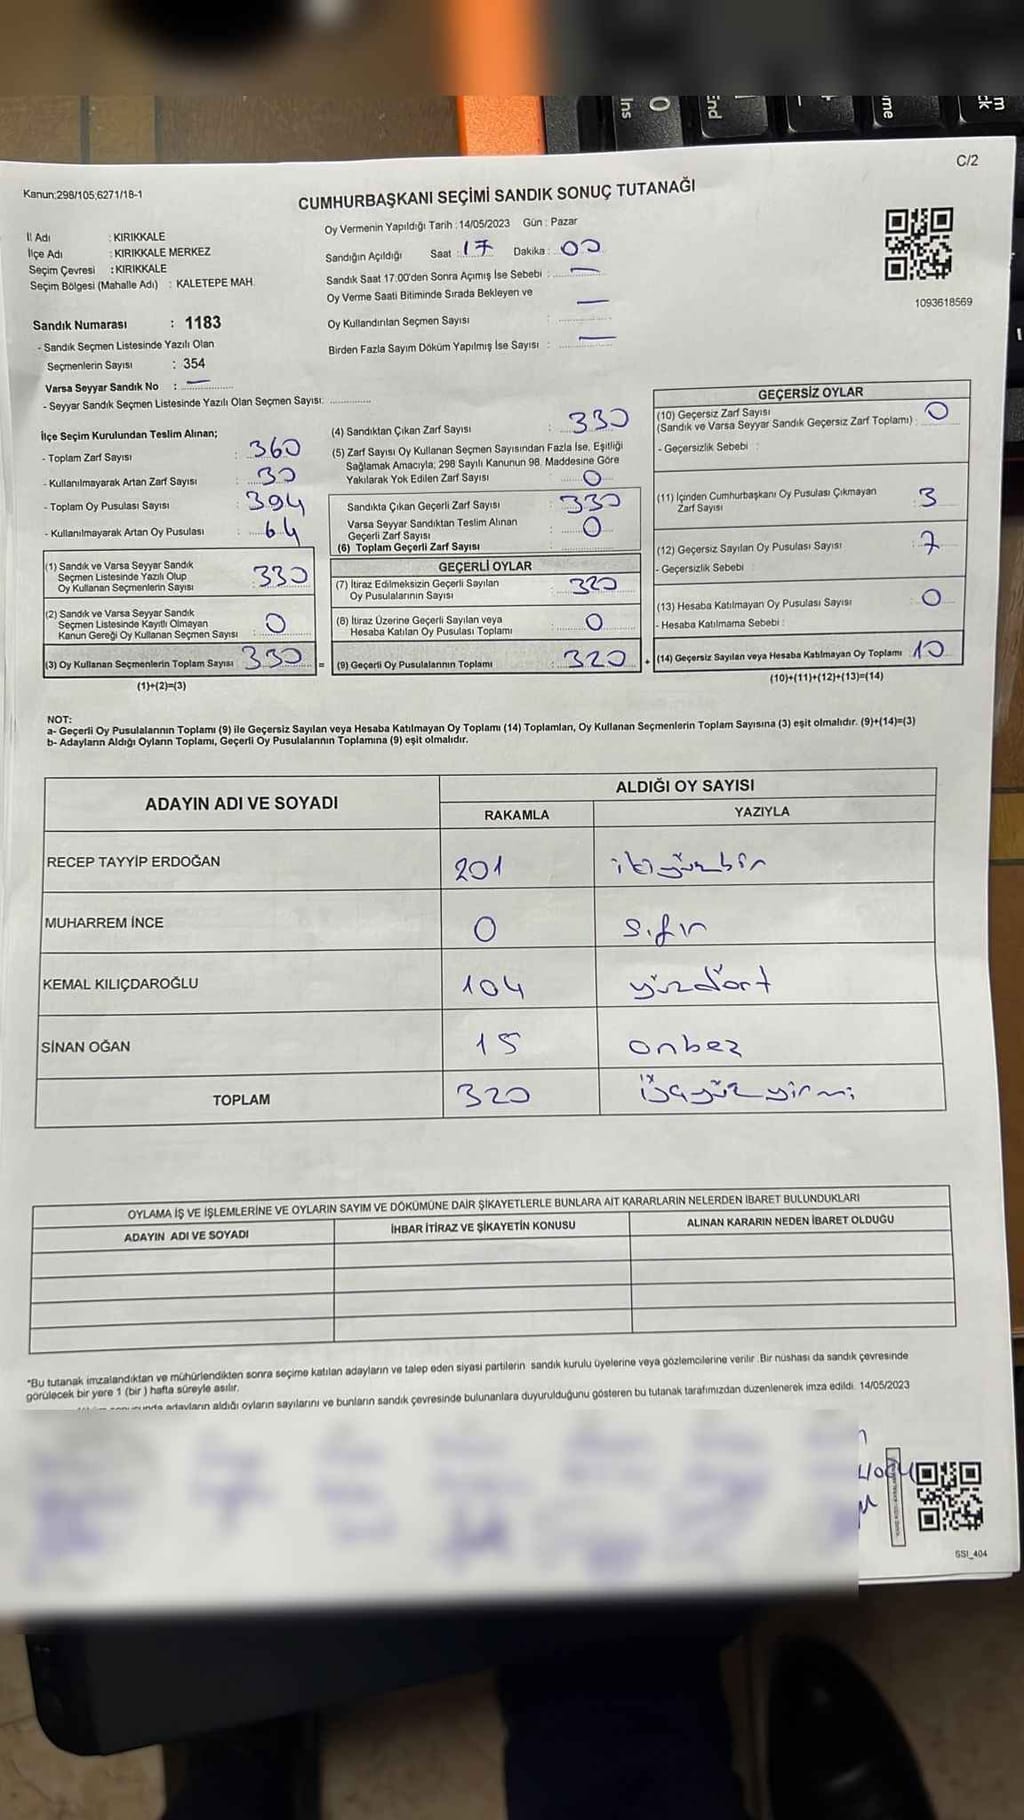 C/2
Kanun:298/105,6271/18-1
CUMHURBAŞKANI SEÇİMİ SANDIK SONUÇ TUTANAĞI
İl Adı : KIRIKKALE
İlçe Adı : KIRIKKALE MERKEZ
Seçim Çevresi : KIRIKKALE
Seçim Bölgesi (Mahalle Adı) : KALETEPE MAH.
Sandık Numarası : 1183
- Sandık Seçmen Listesinde Yazılı Olan
Seçmenlerin Sayısı : 354
Varsa Seyyar Sandık No : —
- Seyyar Sandık Seçmen Listesinde Yazılı Olan Seçmen Sayısı: ..............
Oy Vermenin Yapıldığı Tarih : 14/05/2023 Gün : Pazar
Sandığın Açıldığı Saat : 17 Dakika : 00
Sandık Saat 17.00'den Sonra Açımış İse Sebebi : —
Oy Verme Saati Bitiminde Sırada Bekleyen ve
Oy Kullandırılan Seçmen Sayısı : —
Birden Fazla Sayım Döküm Yapılmış İse Sayısı : —
1093618569
İlçe Seçim Kurulundan Teslim Alınan;
- Toplam Zarf Sayısı : 360
- Kullanılmayarak Artan Zarf Sayısı : 30
- Toplam Oy Pusulası Sayısı : 394
- Kullanılmayarak Artan Oy Pusulası : 64
(1) Sandık ve Varsa Seyyar Sandık
Seçmen Listesinde Yazılı Olup
Oy Kullanan Seçmenlerin Sayısı 330
(2) Sandık ve Varsa Seyyar Sandık
Seçmen Listesinde Kayıtlı Olmayan
Kanun Gereği Oy Kullanan Seçmen Sayısı : 0
(3) Oy Kullanan Seçmenlerin Toplam Sayısı 330 =
(1)+(2)=(3)
(4) Sandıktan Çıkan Zarf Sayısı : 330
(5) Zarf Sayısı Oy Kullanan Seçmen Sayısından Fazla İse, Eşitliği
Sağlamak Amacıyla; 298 Sayılı Kanunun 98. Maddesine Göre
Yakılarak Yok Edilen Zarf Sayısı 0
Sandıkta Çıkan Geçerli Zarf Sayısı : 330
Varsa Seyyar Sandıktan Teslim Alınan
Geçerli Zarf Sayısı : 0
(6) Toplam Geçerli Zarf Sayısı
GEÇERLİ OYLAR
(7) İtiraz Edilmeksizin Geçerli Sayılan
Oy Pusulalarının Sayısı : 320
(8) İtiraz Üzerine Geçerli Sayılan veya
Hesaba Katılan Oy Pusulası Toplamı : 0
(9) Geçerli Oy Pusulalarının Toplamı : 320 +
GEÇERSİZ OYLAR
(10) Geçersiz Zarf Sayısı
(Sandık ve Varsa Seyyar Sandık Geçersiz Zarf Toplamı) : 0
- Geçersizlik Sebebi :
(11) İçinden Cumhurbaşkanı Oy Pusulası Çıkmayan
Zarf Sayısı : 3
(12) Geçersiz Sayılan Oy Pusulası Sayısı : 7
- Geçersizlik Sebebi
(13) Hesaba Katılmayan Oy Pusulası Sayısı : 0
- Hesaba Katılmama Sebebi :
(14) Geçersiz Sayılan veya Hesaba Katılmayan Oy Toplamı 10
(10)+(11)+(12)+(13)=(14)
NOT:
a- Geçerli Oy Pusulalarının Toplamı (9) ile Geçersiz Sayılan veya Hesaba Katılmayan Oy Toplamı (14) Toplamları, Oy Kullanan Seçmenlerin Toplam Sayısına (3) eşit olmalıdır. (9)+(14)=(3)
b- Adayların Aldığı Oyların Toplamı, Geçerli Oy Pusulalarının Toplamına (9) eşit olmalıdır.
ADAYIN ADI VE SOYADI ALDIĞI OY SAYISI
RAKAMLA YAZIYLA
RECEP TAYYİP ERDOĞAN 201 ikiyüzbir
MUHARREM İNCE 0 sıfır
KEMAL KILIÇDAROĞLU 104 yüzdört
SİNAN OĞAN 15 onbeş
TOPLAM 320 üçyüz yirmi
OYLAMA İŞ VE İŞLEMLERİNE VE OYLARIN SAYIM VE DÖKÜMÜNE DAİR ŞİKAYETLERLE BUNLARA AİT KARARLARIN NELERDEN İBARET BULUNDUKLARI
ADAYIN ADI VE SOYADI İHBAR İTİRAZ VE ŞİKAYETİN KONUSU ALINAN KARARIN NEDEN İBARET OLDUĞU
*Bu tutanak imzalandıktan ve mühürlendikten sonra seçime katılan adayların ve talep eden siyasi partilerin sandık kurulu üyelerine veya gözlemcilerine verilir .Bir nüshası da sandık çevresinde
görülecek bir yere 1 (bir ) hafta süreyle asılır.
adayların aldığı oyların sayılarını ve bunların sandık çevresinde bulunanlara duyurulduğunu gösteren bu tutanak tarafımızdan düzenlenerek imza edildi. 14/05/2023
SSI_404
Ins
0
End